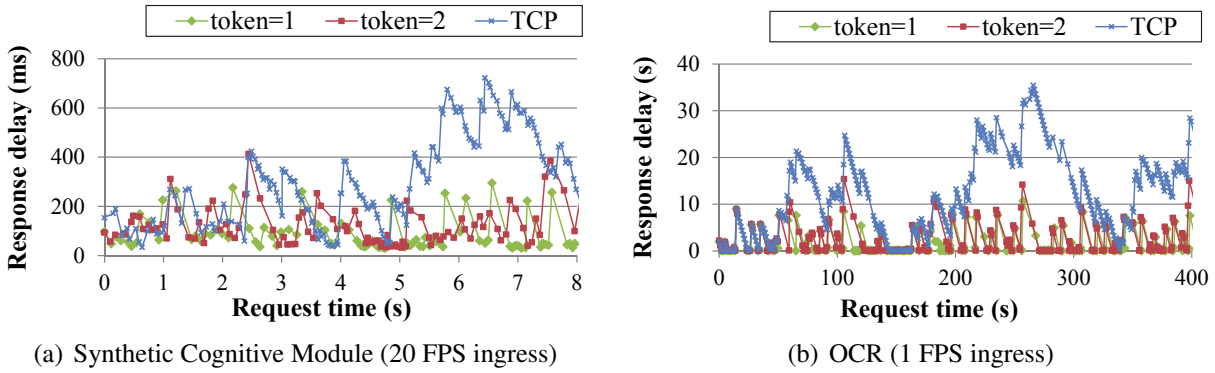 token=1 token=2 TCP
Response delay (ms)
800
600
400
200
0
0 1 2 3 4 5 6 7 8
Request time (s)
(a) Synthetic Cognitive Module (20 FPS ingress)
token=1 token=2 TCP
Response delay (s)
40
30
20
10
0
0 100 200 300 400
Request time (s)
(b) OCR (1 FPS ingress)